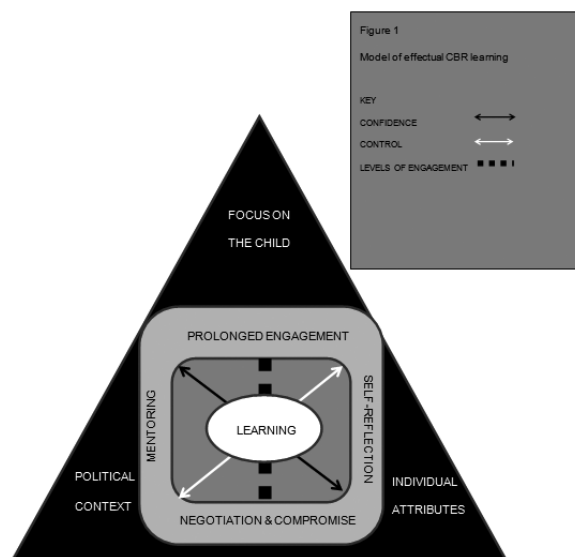 Figure 1
Model of effectual CBR learning
KEY
CONFIDENCE
CONTROL
LEVELS OF ENGAGEMENT
FOCUS ON
THE CHILD
PROLONGED ENGAGEMENT
MENTORING
SELF-REFLECTION
LEARNING
POLITICAL
CONTEXT
INDIVIDUAL
ATTRIBUTES
NEGOTIATION & COMPROMISE